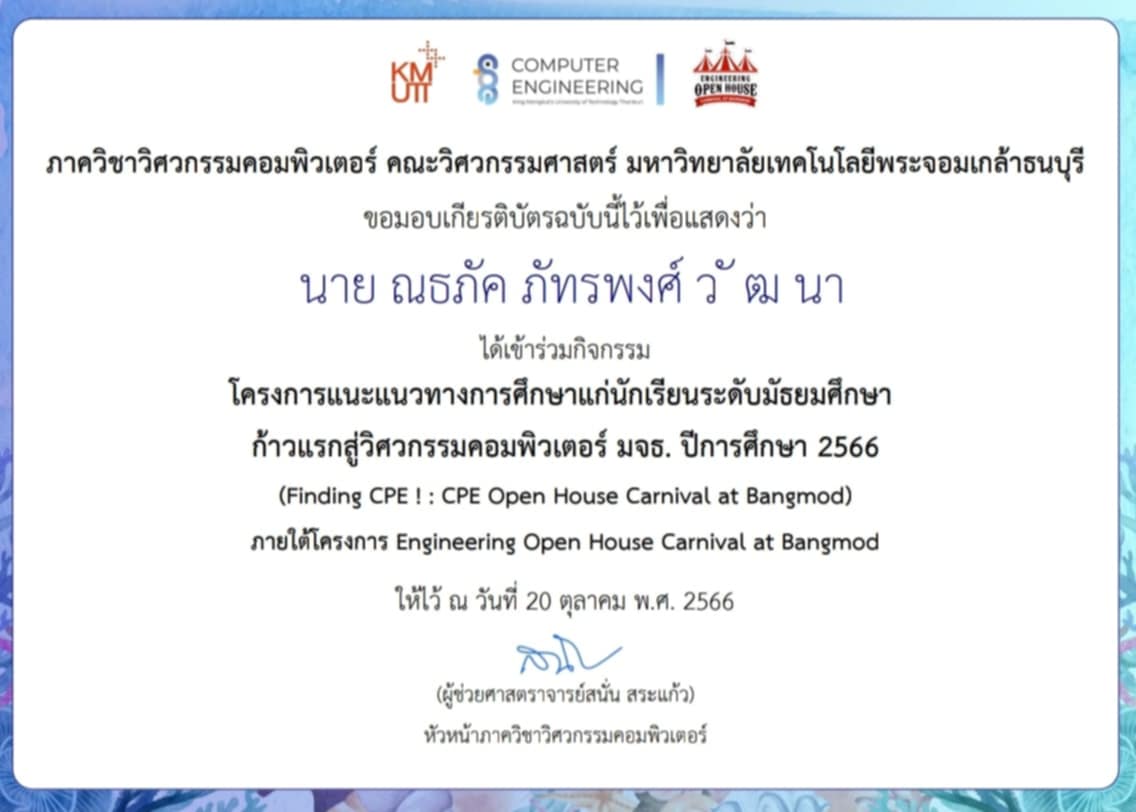 KMUTT
COMPUTER
ENGINEERING
King Mongkut's University of Technology Thonburi
ENGINEERING
OPEN HOUSE
CARNIVAL AT BANGMOD
ภาควิชาวิศวกรรมคอมพิวเตอร์ คณะวิศวกรรมศาสตร์ มหาวิทยาลัยเทคโนโลยีพระจอมเกล้าธนบุรี
ขอมอบเกียรติบัตรฉบับนี้ไว้เพื่อแสดงว่า
นาย ณธภัค ภัทรพงศ์ ว ั ฒ นา
ได้เข้าร่วมกิจกรรม
โครงการแนะแนวทางการศึกษาแก่นักเรียนระดับมัธยมศึกษา
ก้าวแรกสู่วิศวกรรมคอมพิวเตอร์ มจธ. ปีการศึกษา 2566
(Finding CPE ! : CPE Open House Carnival at Bangmod)
ภายใต้โครงการ Engineering Open House Carnival at Bangmod
ให้ไว้ ณ วันที่ 20 ตุลาคม พ.ศ. 2566
(ผู้ช่วยศาสตราจารย์สนั่น สระแก้ว)
หัวหน้าภาควิชาวิศวกรรมคอมพิวเตอร์